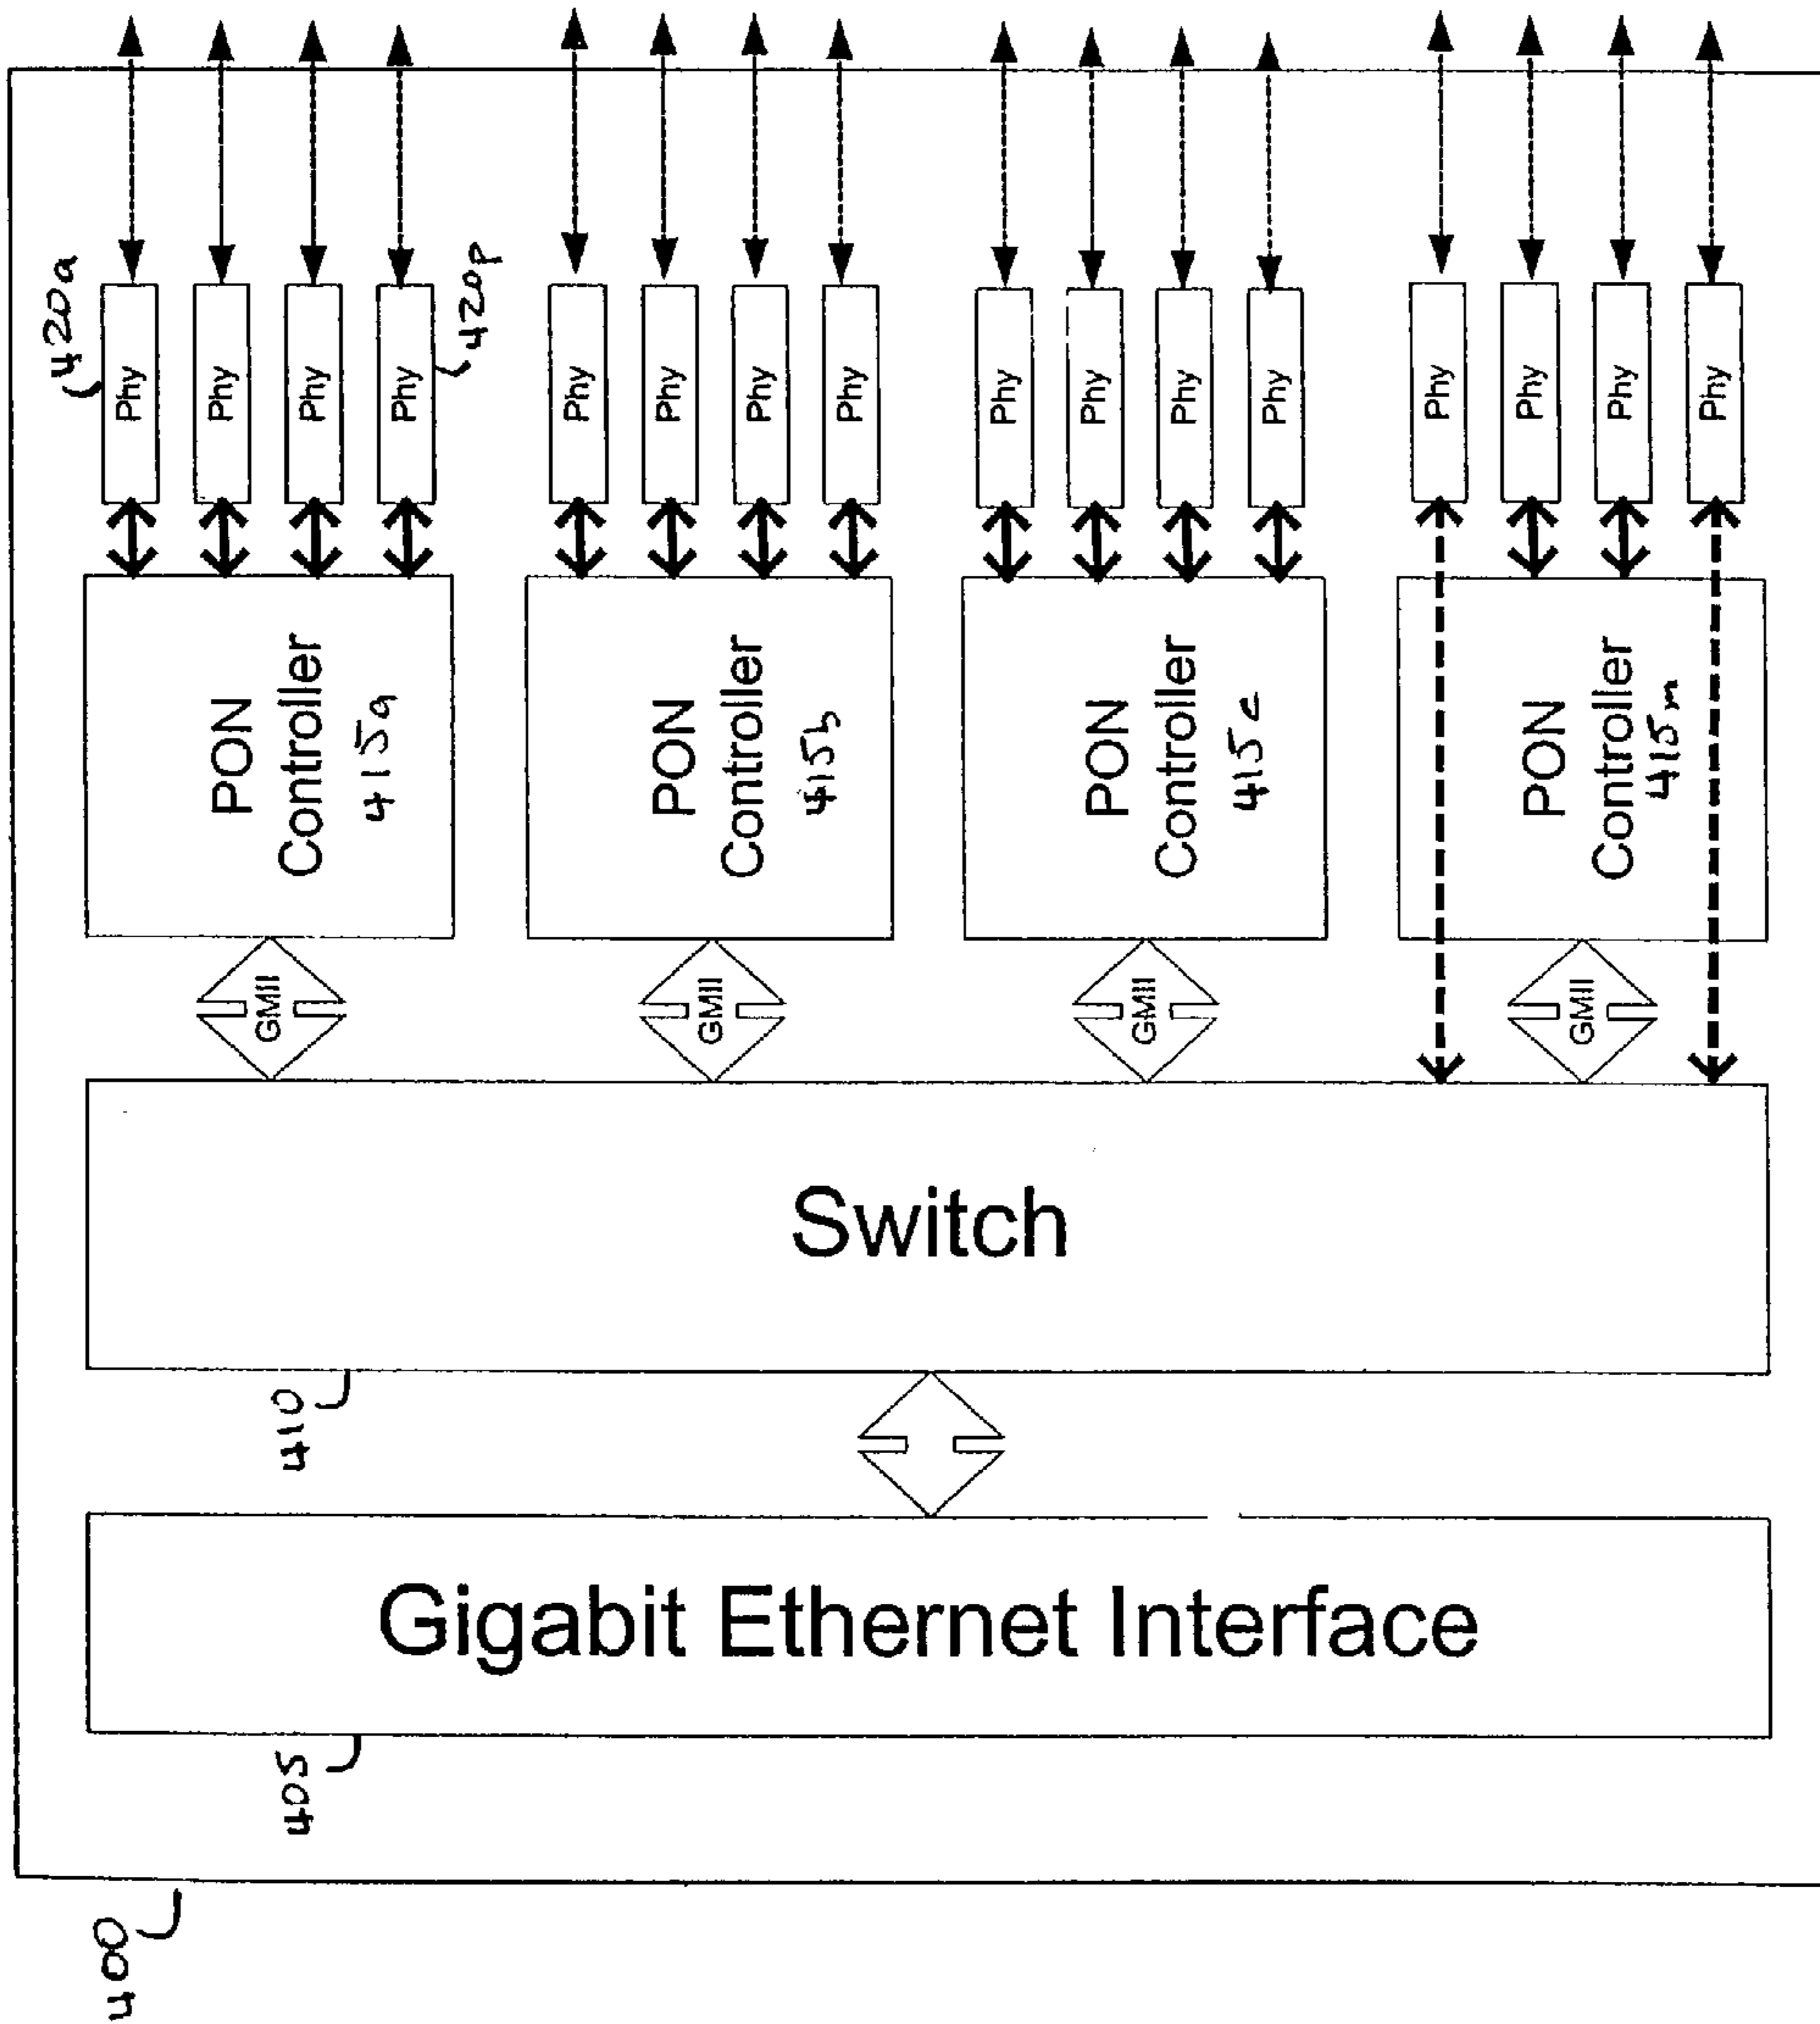 420a
Phy
Phy
Phy
Phy
420p
Phy
Phy
Phy
Phy
Phy
Phy
Phy
Phy
Phy
Phy
Phy
Phy
PON
Controller
415a
PON
Controller
415b
PON
Controller
415c
PON
Controller
415m
GMII
GMII
GMII
GMII
Switch
410
Gigabit Ethernet Interface
405
400